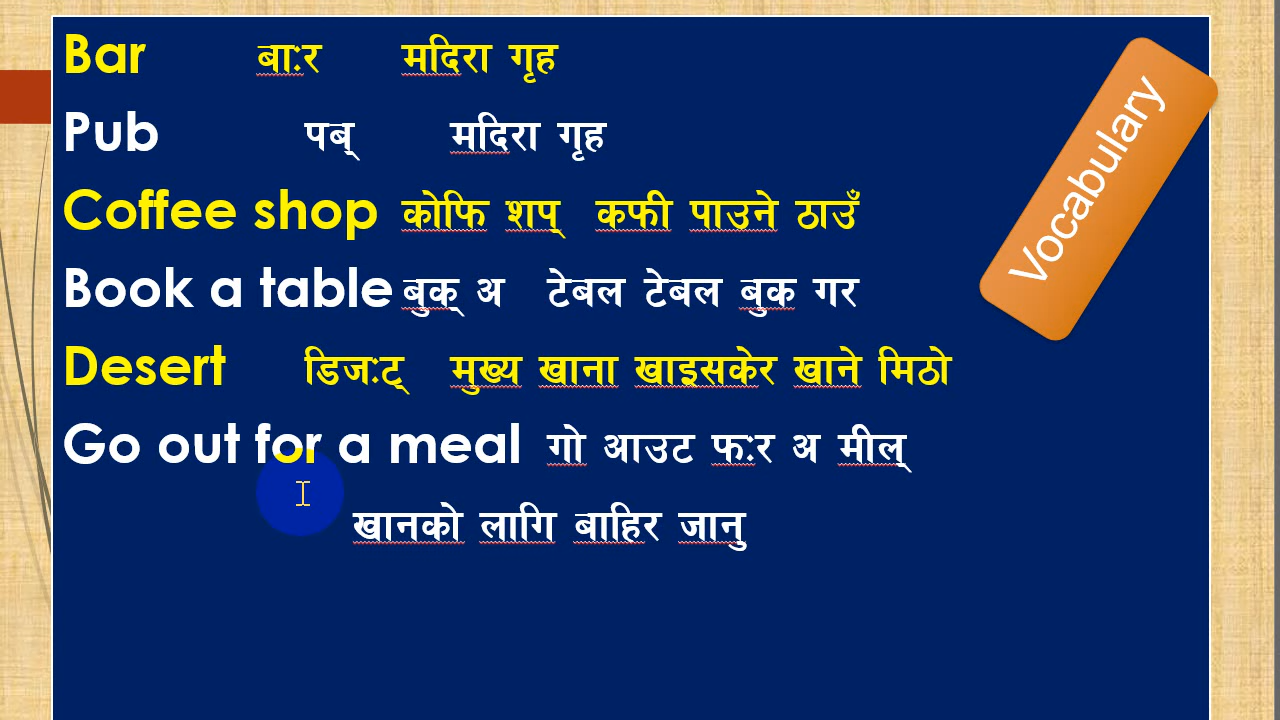 Bar बाःर मदिरा गृह
Pub पब् मदिरा गृह
Coffee shop कोफि शप् कफी पाउने ठाउँ
Book a table बुक् अ टेबल टेबल बुक गर
Desert डिजःट् मुख्य खाना खाइसकेर खाने मिठो
Go out for a meal गो आउट फःर अ मील्
खानको लागि बाहिर जानु
Vocabulary